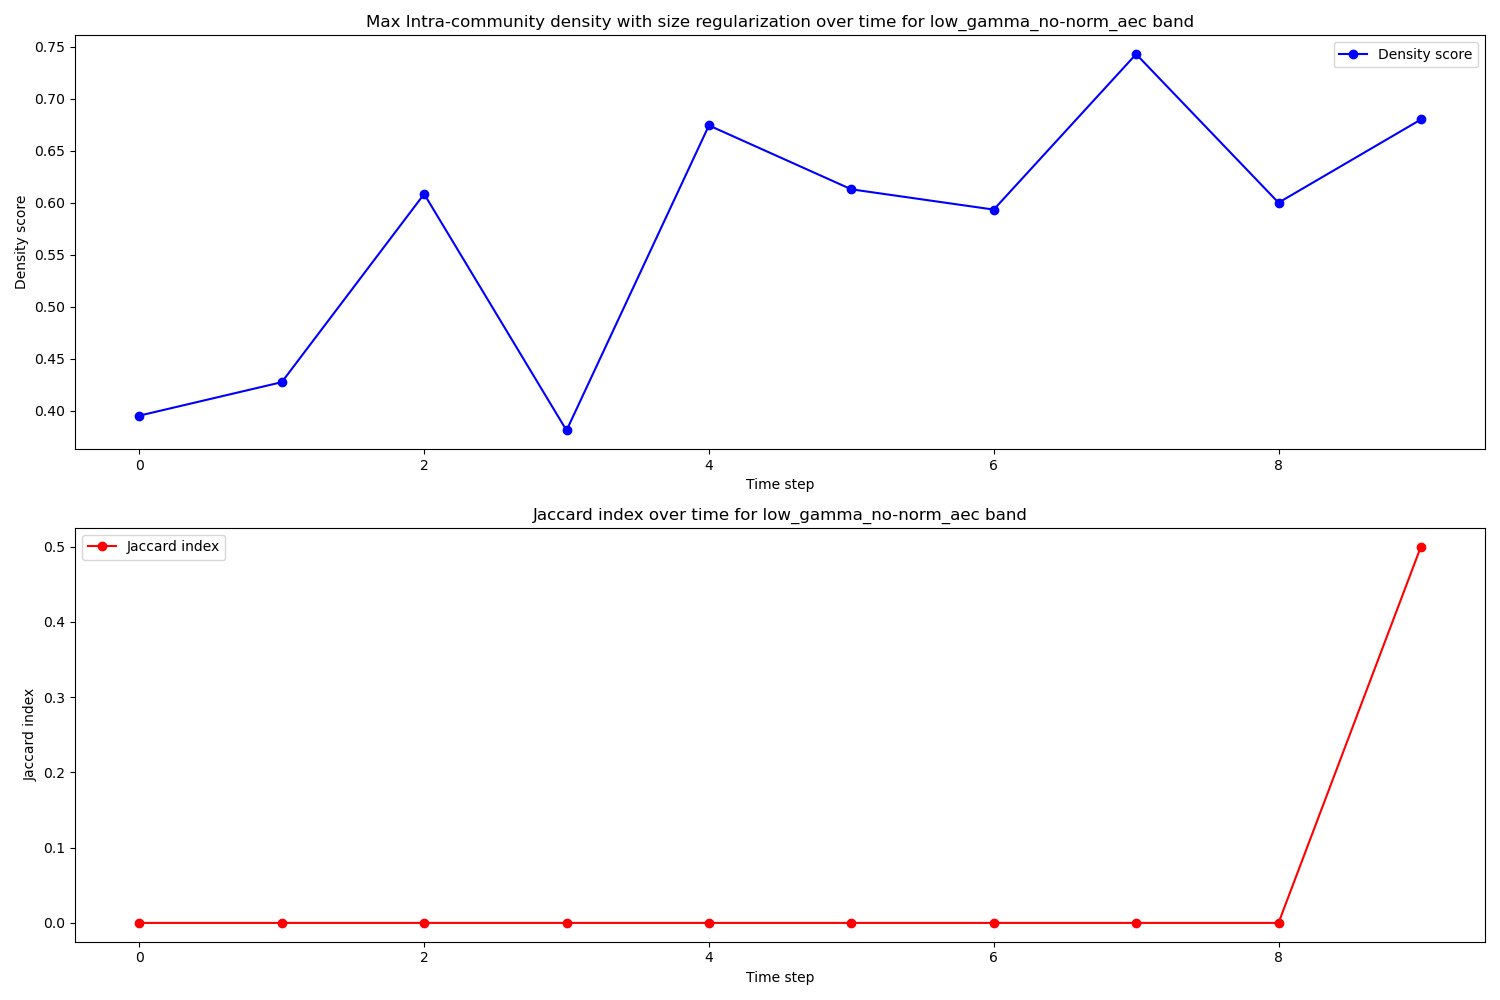 Max Intra-community density with size regularization over time for low_gamma_no-norm_aec band
Density score
0.75
0.70
0.65
0.60
0.55
0.50
0.45
0.40
Density score
0 2 4 6 8
Time step
Jaccard index over time for low_gamma_no-norm_aec band
Jaccard index
0.5
0.4
0.3
0.2
0.1
0.0
Jaccard index
0 2 4 6 8
Time step